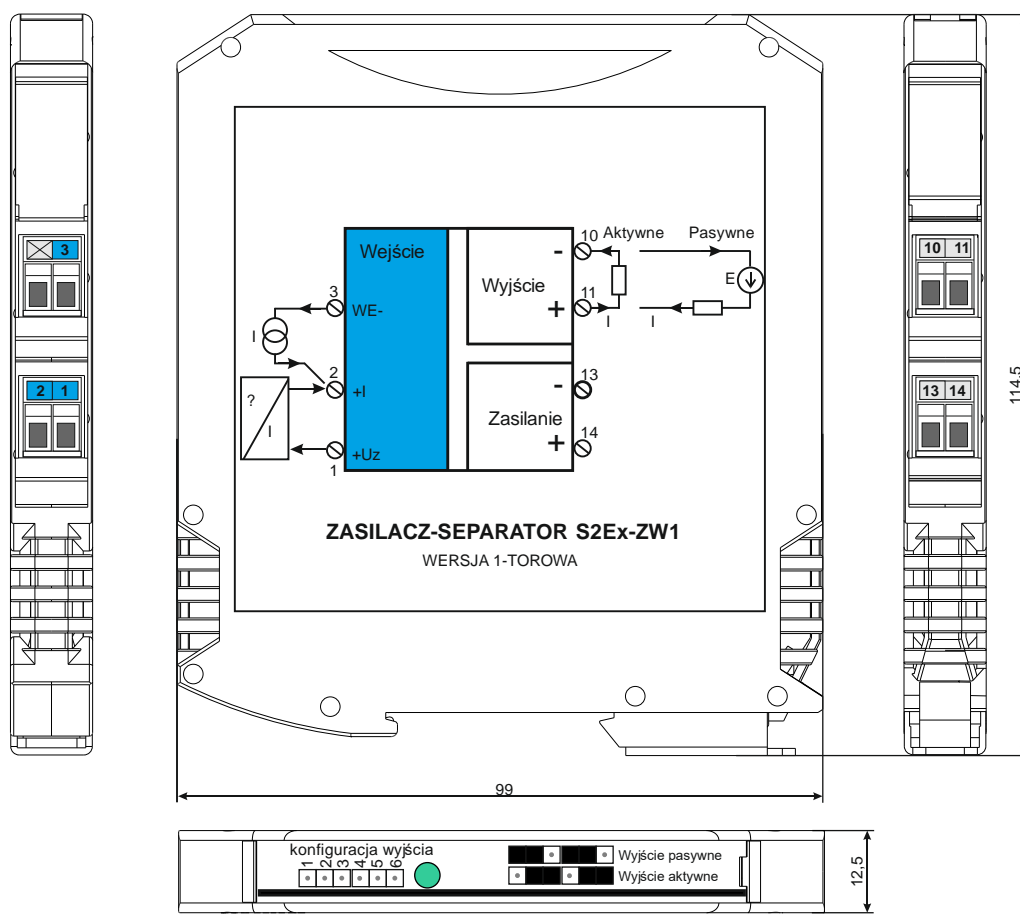 3
2 1
Wejście
3
WE-
I
2
+I
?
I
+Uz
1
-
Wyjście
+
10
11
Aktywne
Pasywne
I
I
E
-
Zasilanie
+
13
14
ZASILACZ-SEPARATOR S2Ex-ZW1
WERSJA 1-TOROWA
10 11
13 14
114,5
99
konfiguracja wyjścia
1 2 3 4 5 6
Wyjście pasywne
Wyjście aktywne
12,5